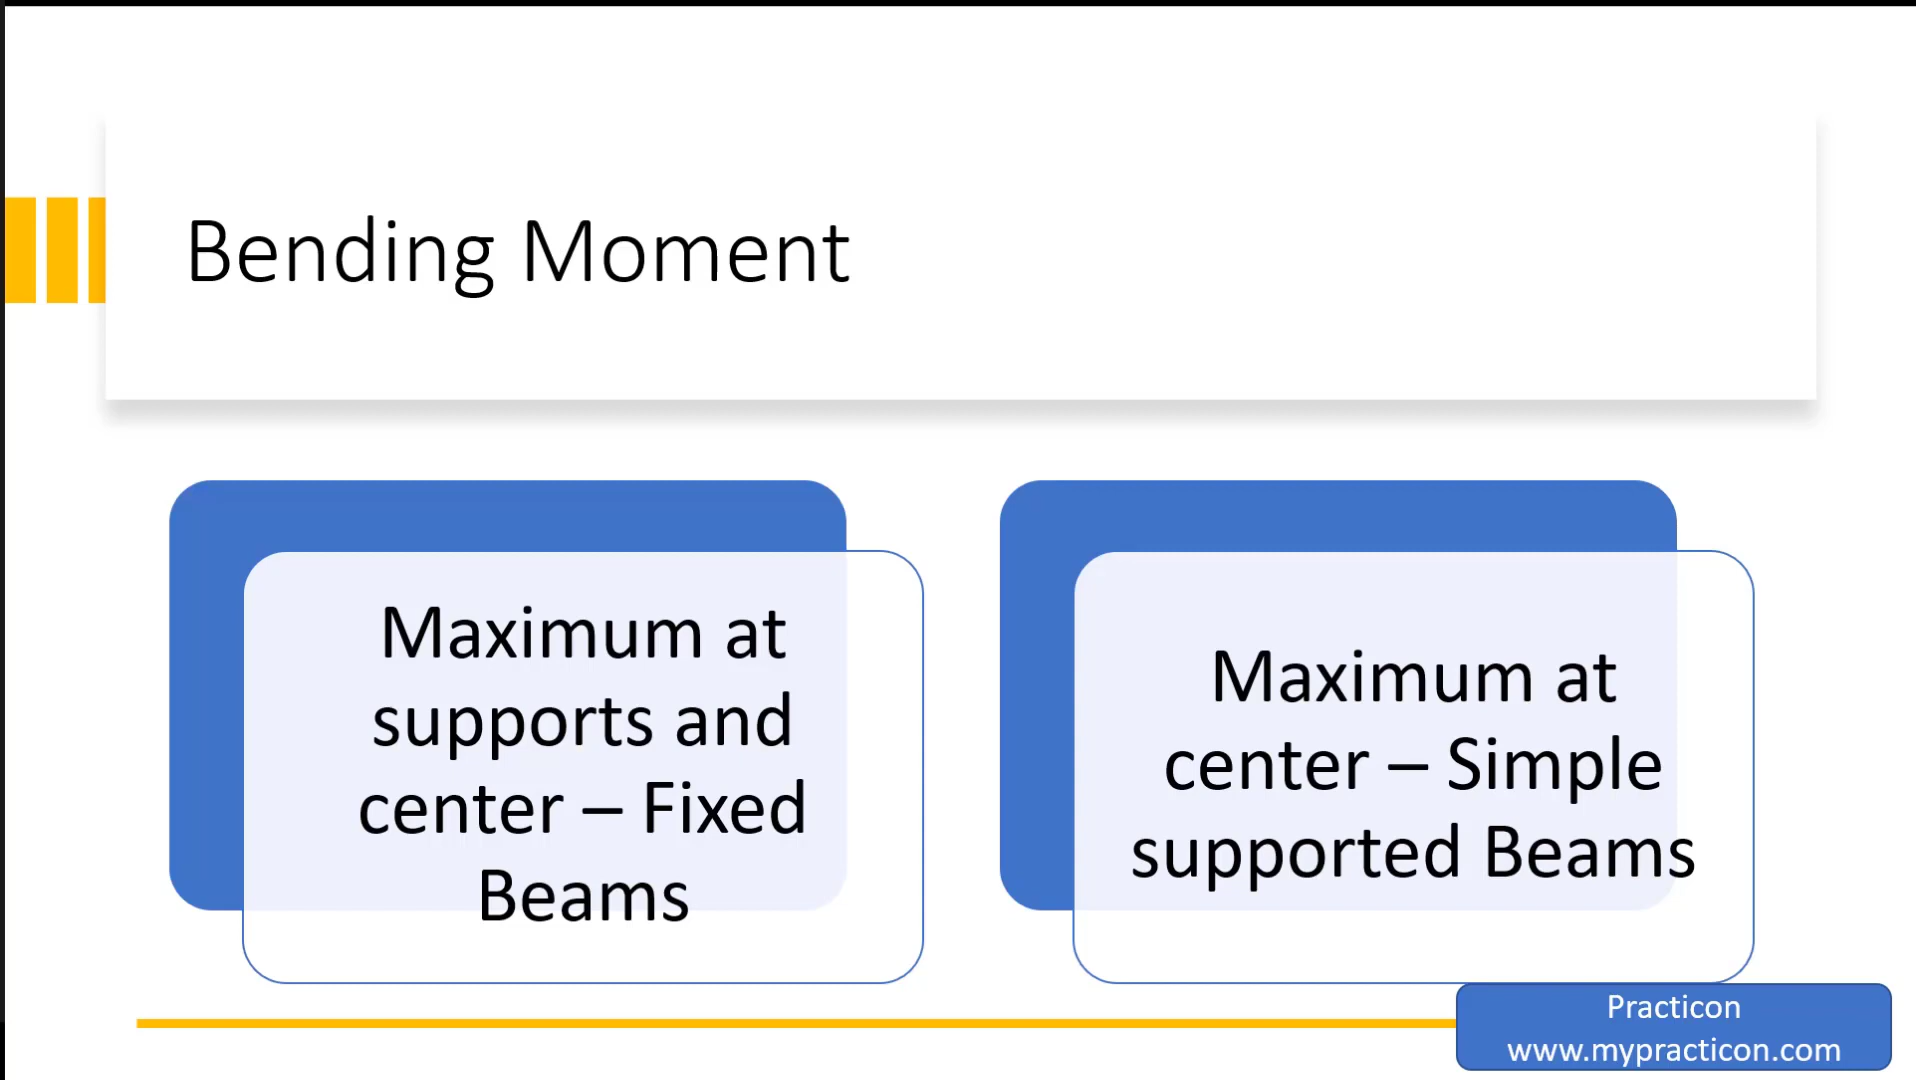 Bending Moment
Maximum at
supports and
center – Fixed
Beams
Maximum at
center – Simple
supported Beams
Practicon
www.mypracticon.com